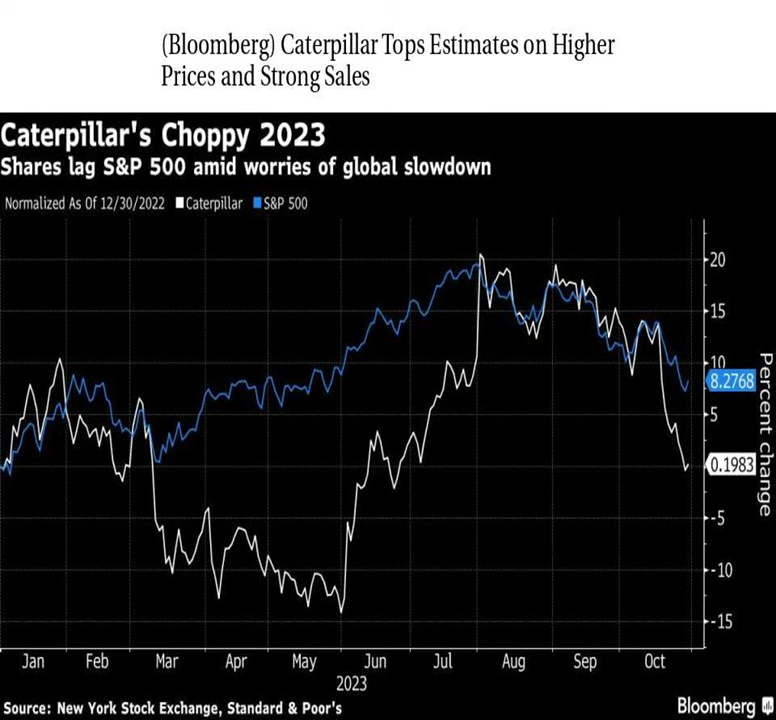 (Bloomberg) Caterpillar Tops Estimates on Higher
Prices and Strong Sales
Caterpillar's Choppy 2023
Shares lag S&P 500 amid worries of global slowdown
Normalized As Of 12/30/2022 Caterpillar S&P 500
20
15
10
8.2768
5
0.1983
-5
-10
-15
Percent change
Jan Feb Mar Apr May Jun Jul Aug Sep Oct
2023
Source: New York Stock Exchange, Standard & Poor's
Bloomberg